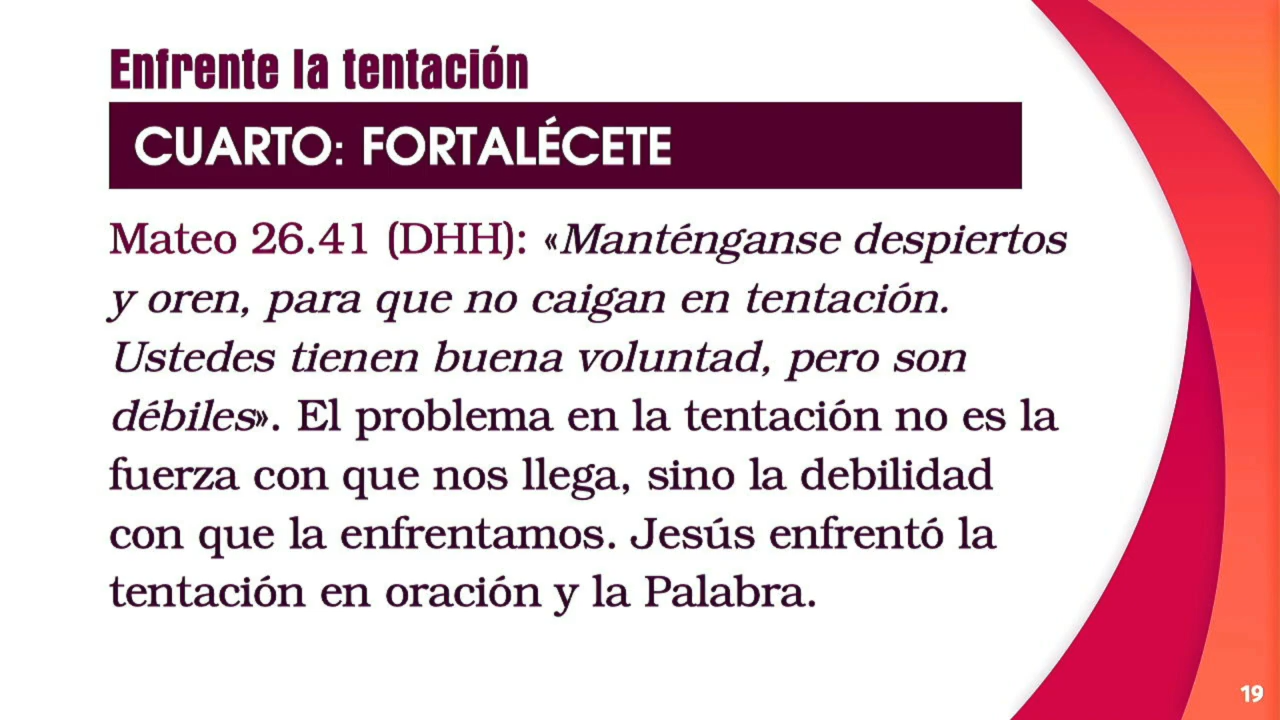 Enfrente la tentación
CUARTO: FORTALÉCETE
Mateo 26.41 (DHH): «Manténganse despiertos
y oren, para que no caigan en tentación.
Ustedes tienen buena voluntad, pero son
débiles». El problema en la tentación no es la
fuerza con que nos llega, sino la debilidad
con que la enfrentamos. Jesús enfrentó la
tentación en oración y la Palabra.
19